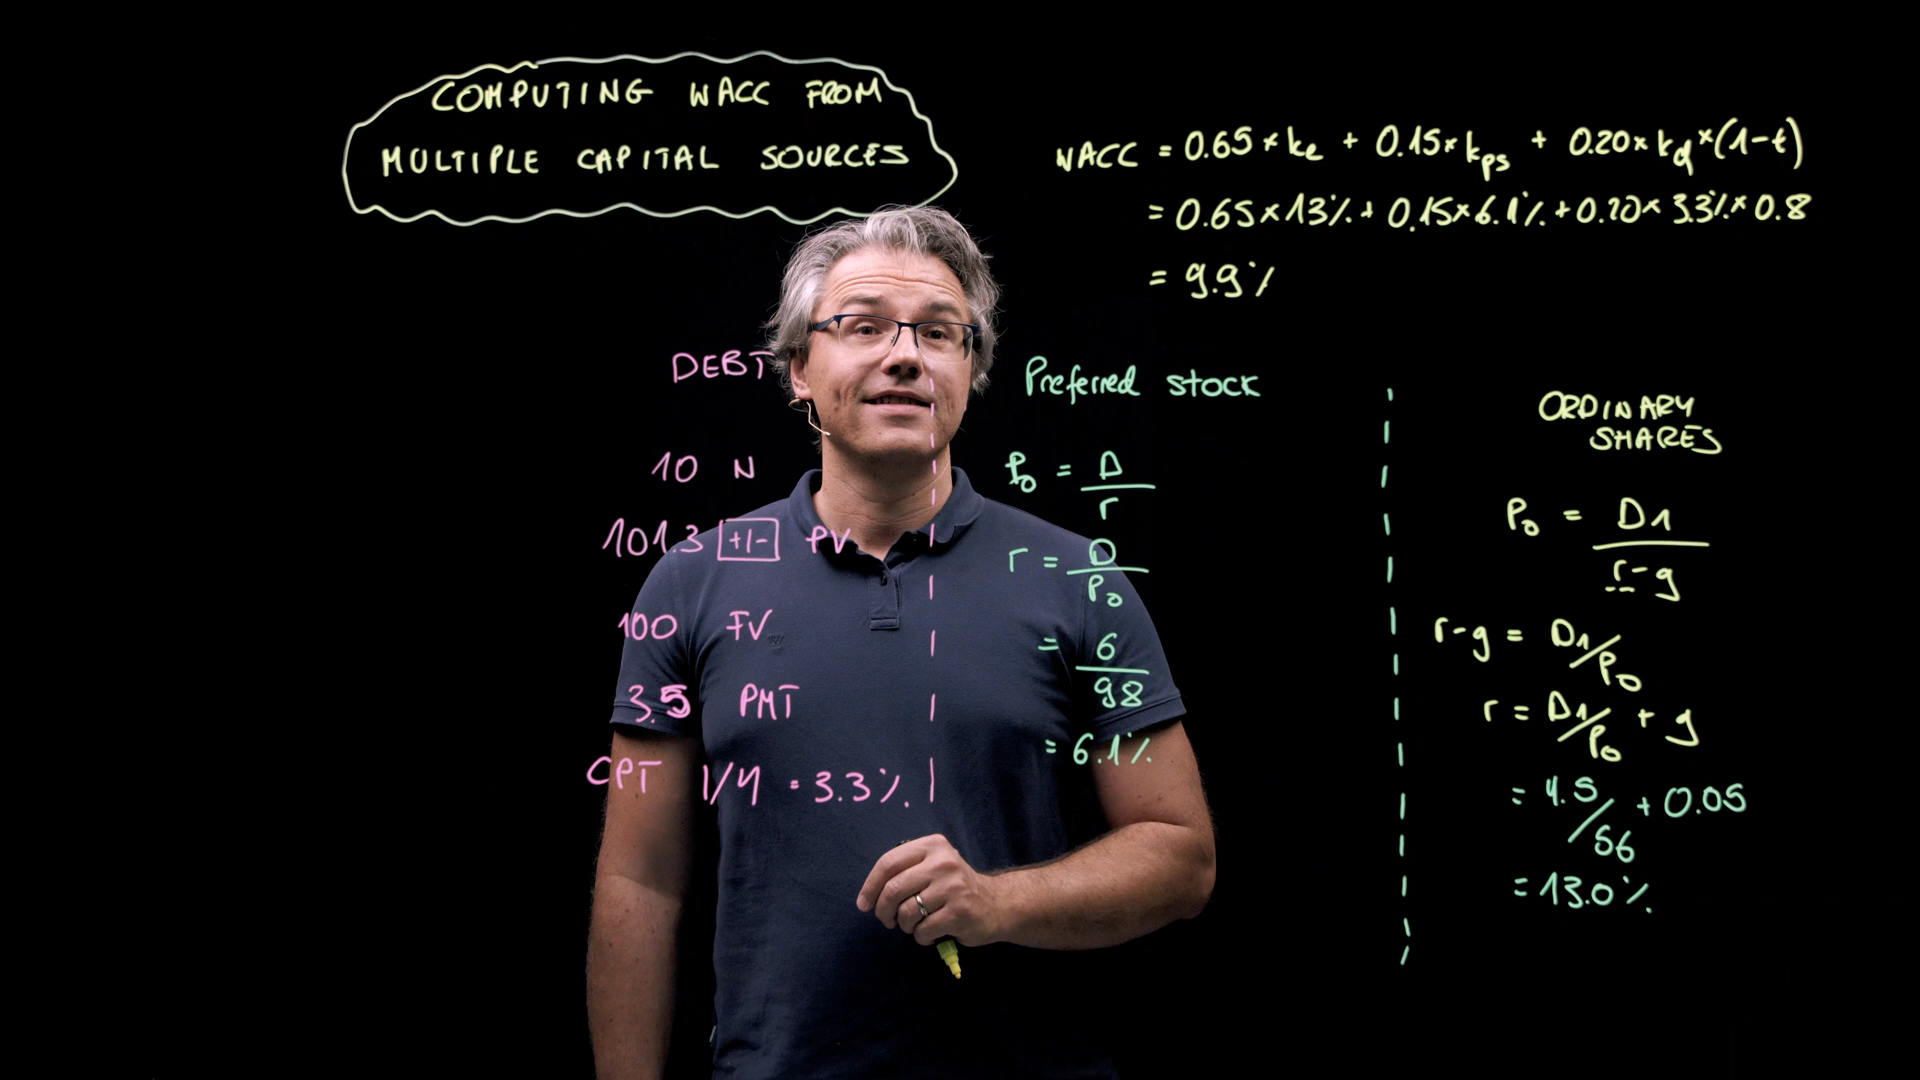 COMPUTING WACC FROM
MULTIPLE CAPITAL SOURCES
WACC = 0.65 × ke + 0.15 × kps + 0.20 × kd × (1-t)
= 0.65 × 13% + 0.15 × 6.1% + 0.20 × 3.3% × 0.8
= 9.9%
DEBT
10 N
101.3 +/- PV
100 FV
3.5 PMT
CPT I/Y = 3.3%
Preferred stock
P0 = D/r
r = D/P0
= 6/98
= 6.1%
ORDINARY
SHARES
P0 = D1/r-g
r-g = D1/P0
r = D1/P0 + g
= 4.5/56 + 0.05
= 13.0%